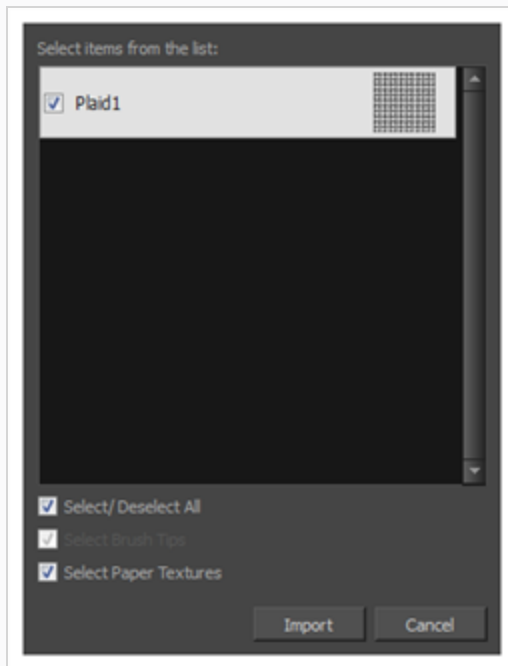 Select items from the list:
Plaid1
Select/ Deselect All
Select Brush Tips
Select Paper Textures
Import Cancel